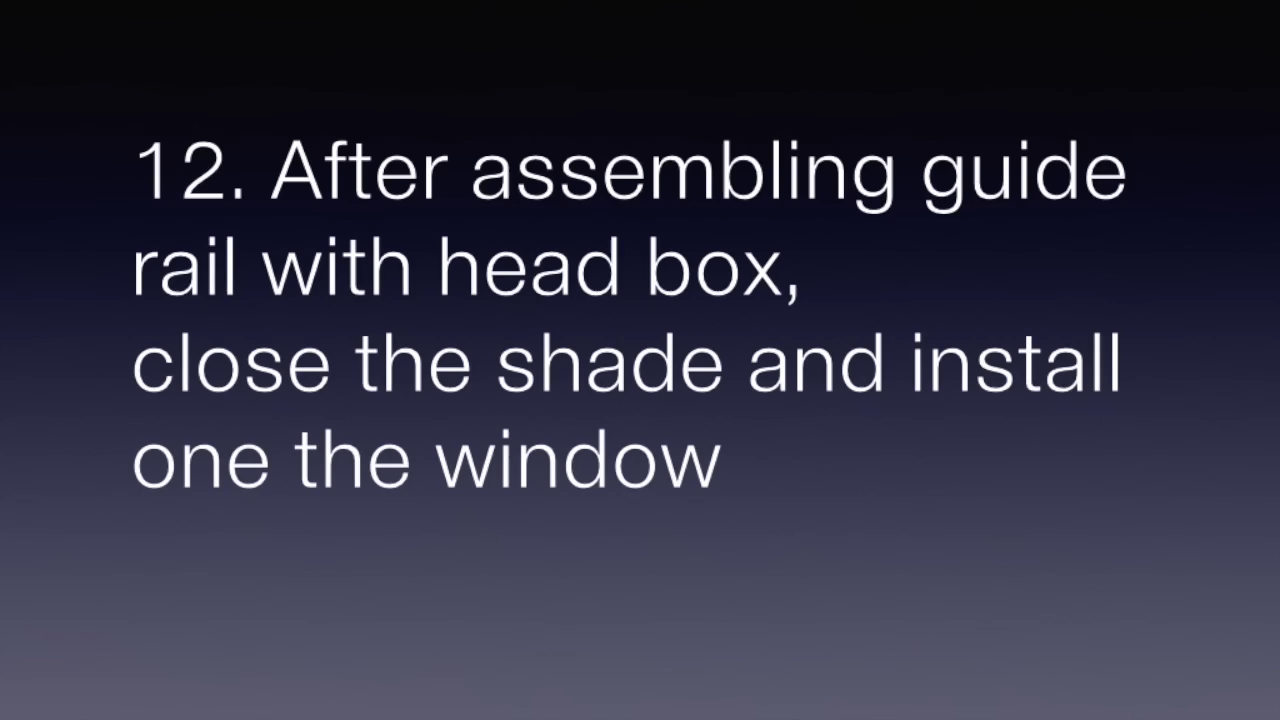 12. After assembling guide
rail with head box,
close the shade and install
one the window